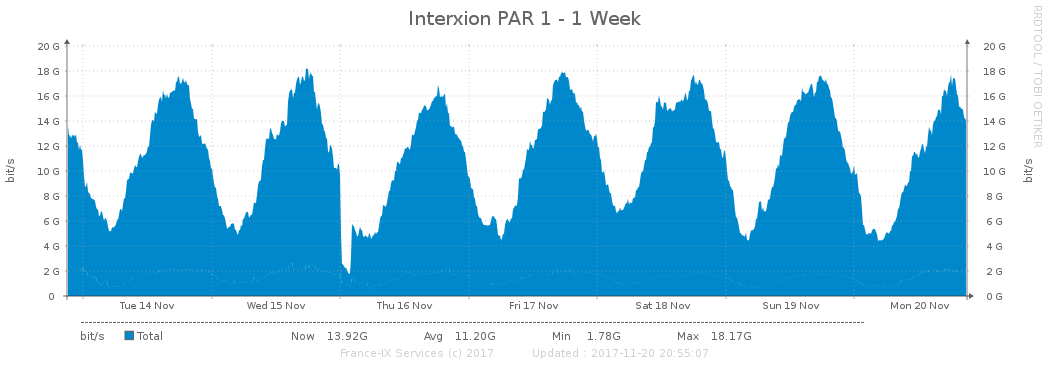 Interxion PAR 1 - 1 Week
RRDTOOL / TOBI OETIKER
20 G 20 G
18 G 18 G
16 G 16 G
14 G 14 G
12 G 12 G
10 G 10 G
8 G 8 G
6 G 6 G
4 G 4 G
2 G 2 G
0 0 G
bit/s
bit/s
Tue 14 Nov Wed 15 Nov Thu 16 Nov Fri 17 Nov Sat 18 Nov Sun 19 Nov Mon 20 Nov
bit/s Total Now 13.92G Avg 11.20G Min 1.78G Max 18.17G
France-IX Services (c) 2017 Updated : 2017-11-20 20:55:07